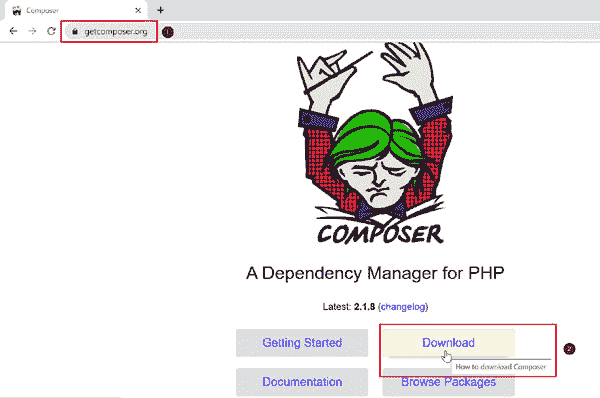 Composer
getcomposer.org
1
COMPOSER
A Dependency Manager for PHP
Latest: 2.1.8 (changelog)
Getting Started
Download
2
How to download Composer
Documentation
Browse Packages